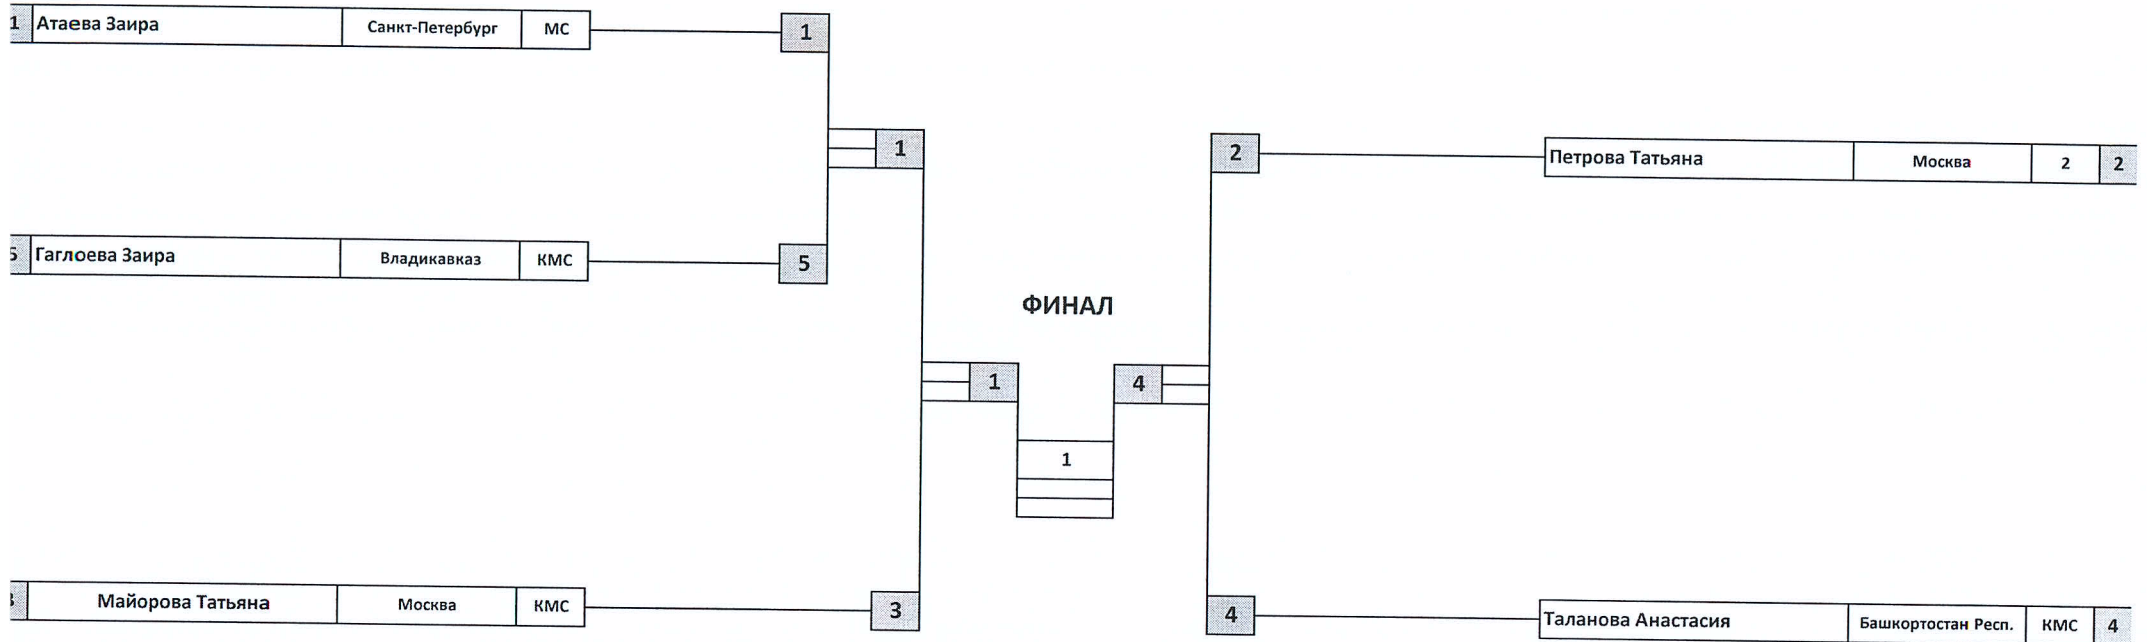 1 Атаева Заира Санкт-Петербург МС 1
1 2 Петрова Татьяна Москва 2 2
5 Гаглоева Заира Владикавказ КМС 5
ФИНАЛ
1 4
1
Майорова Татьяна Москва КМС 3
4 Таланова Анастасия Башкортостан Респ. КМС 4